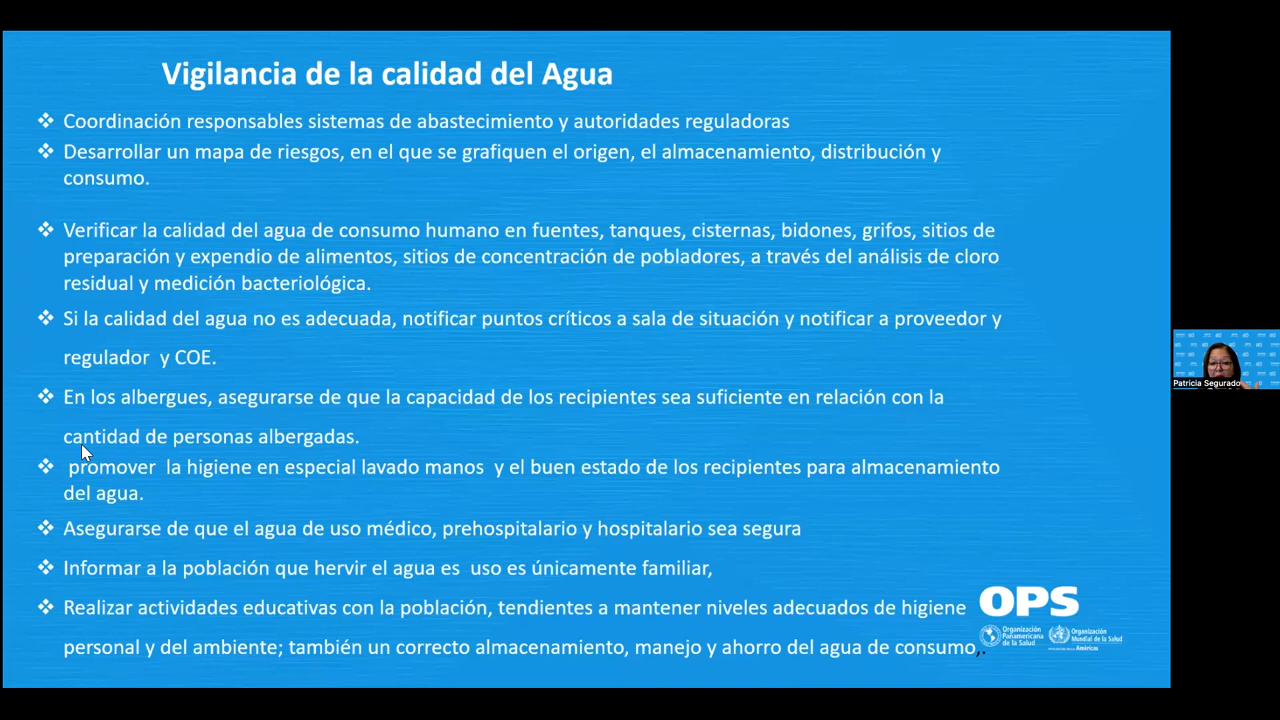 Vigilancia de la calidad del Agua
❖ Coordinación responsables sistemas de abastecimiento y autoridades reguladoras
❖ Desarrollar un mapa de riesgos, en el que se grafiquen el origen, el almacenamiento, distribución y
consumo.
❖ Verificar la calidad del agua de consumo humano en fuentes, tanques, cisternas, bidones, grifos, sitios de
preparación y expendio de alimentos, sitios de concentración de pobladores, a través del análisis de cloro
residual y medición bacteriológica.
❖ Si la calidad del agua no es adecuada, notificar puntos críticos a sala de situación y notificar a proveedor y
regulador y COE.
❖ En los albergues, asegurarse de que la capacidad de los recipientes sea suficiente en relación con la
cantidad de personas albergadas.
❖ promover la higiene en especial lavado manos y el buen estado de los recipientes para almacenamiento
del agua.
❖ Asegurarse de que el agua de uso médico, prehospitalario y hospitalario sea segura
❖ Informar a la población que hervir el agua es uso es únicamente familiar,
❖ Realizar actividades educativas con la población, tendientes a mantener niveles adecuados de higiene
personal y del ambiente; también un correcto almacenamiento, manejo y ahorro del agua de consumo,.
OPS
Organización
Panamericana
de la Salud
Organización
Mundial de la Salud
Américas
Patricia Segurado